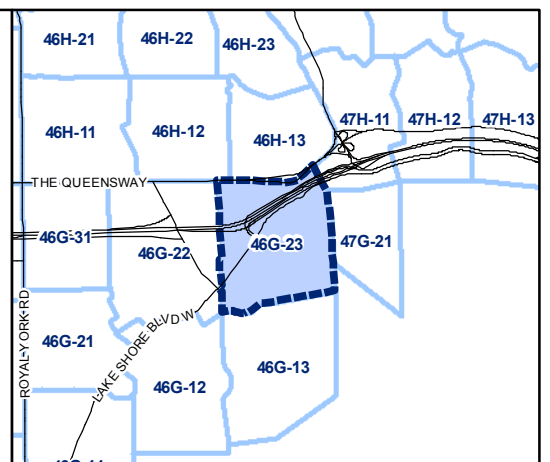 46H-21
46H-22
46H-23
46H-11
46H-12
46H-13
47H-11
47H-12
47H-13
THE QUEENSWAY
46G-31
46G-22
46G-23
47G-21
ROYAL YORK RD
46G-21
LAKE SHORE BLVD W
46G-12
46G-13